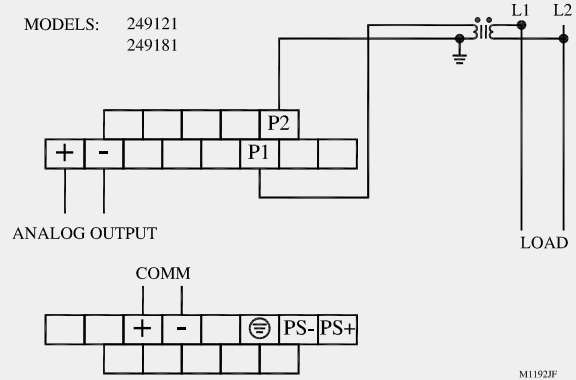 MODELS: 249121
249181
L1 L2
P2
+ - P1
ANALOG OUTPUT
LOAD
COMM
+ - PS- PS+
M1192JF